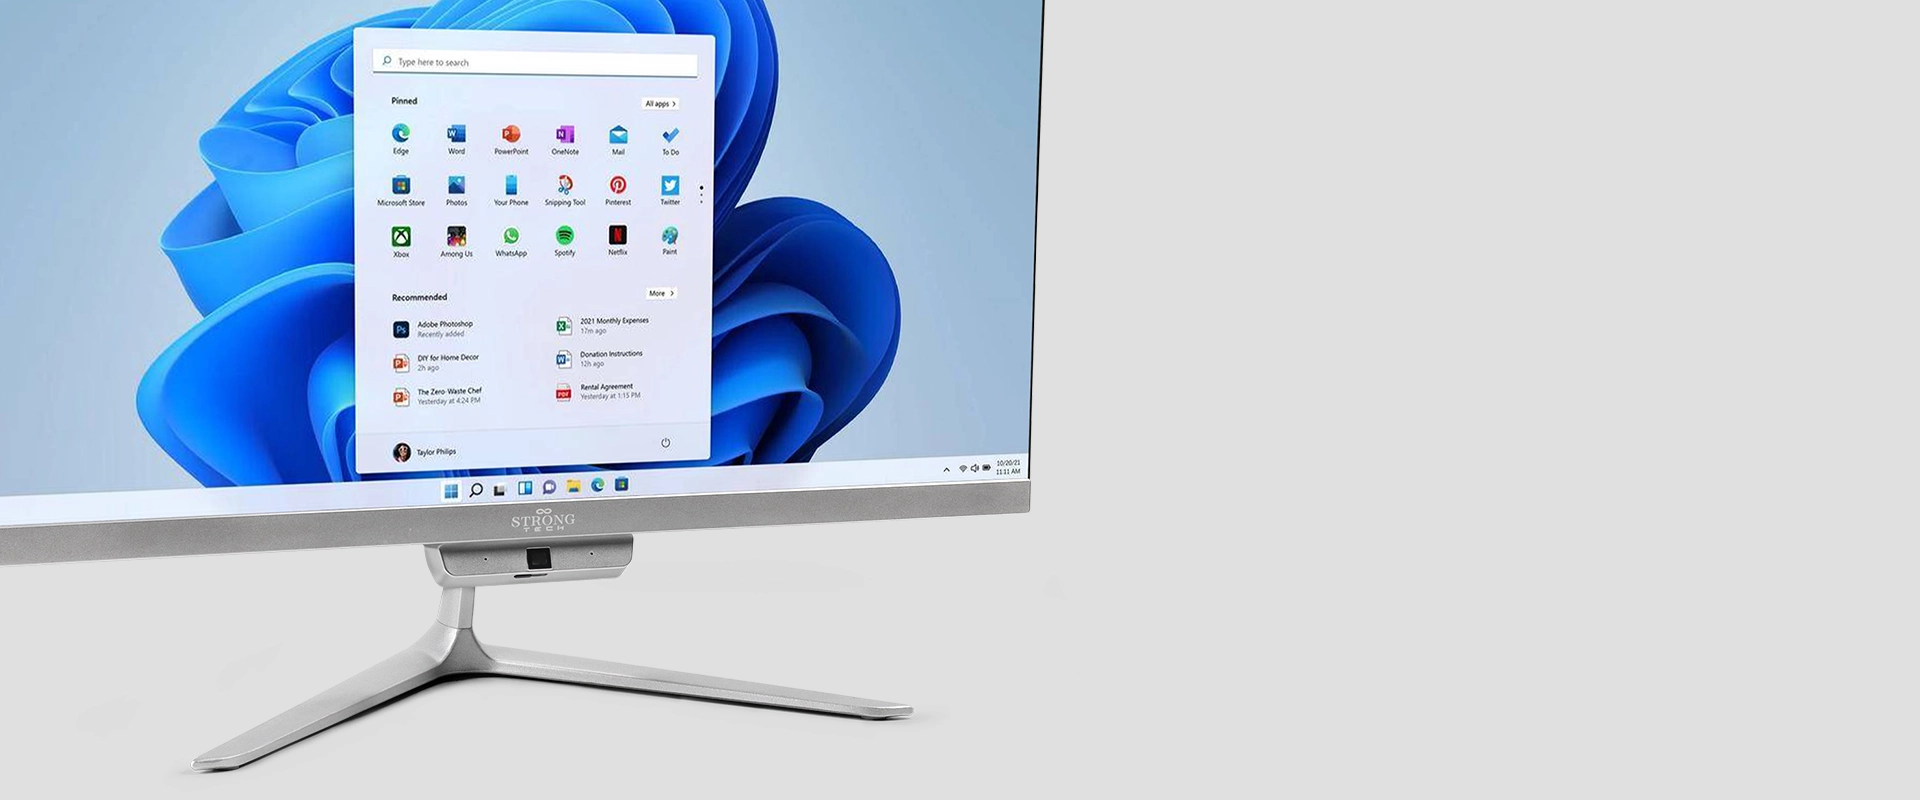 Type here to search
Pinned
All apps >
Edge
Word
PowerPoint
OneNote
Mail
To Do
Microsoft Store
Photos
Your Phone
Snipping Tool
Pinterest
Twitter
Xbox
Among Us
WhatsApp
Spotify
Netflix
Paint
Recommended
More >
Adobe Photoshop
Recently added
2021 Monthly Expenses
17m ago
DIY for Home Decor
2h ago
Donation Instructions
12h ago
The Zero-Waste Chef
Yesterday at 4:24 PM
Rental Agreement
Yesterday at 1:15 PM
Taylor Philips
10/20/21
11:11 AM
STRONG
TECH